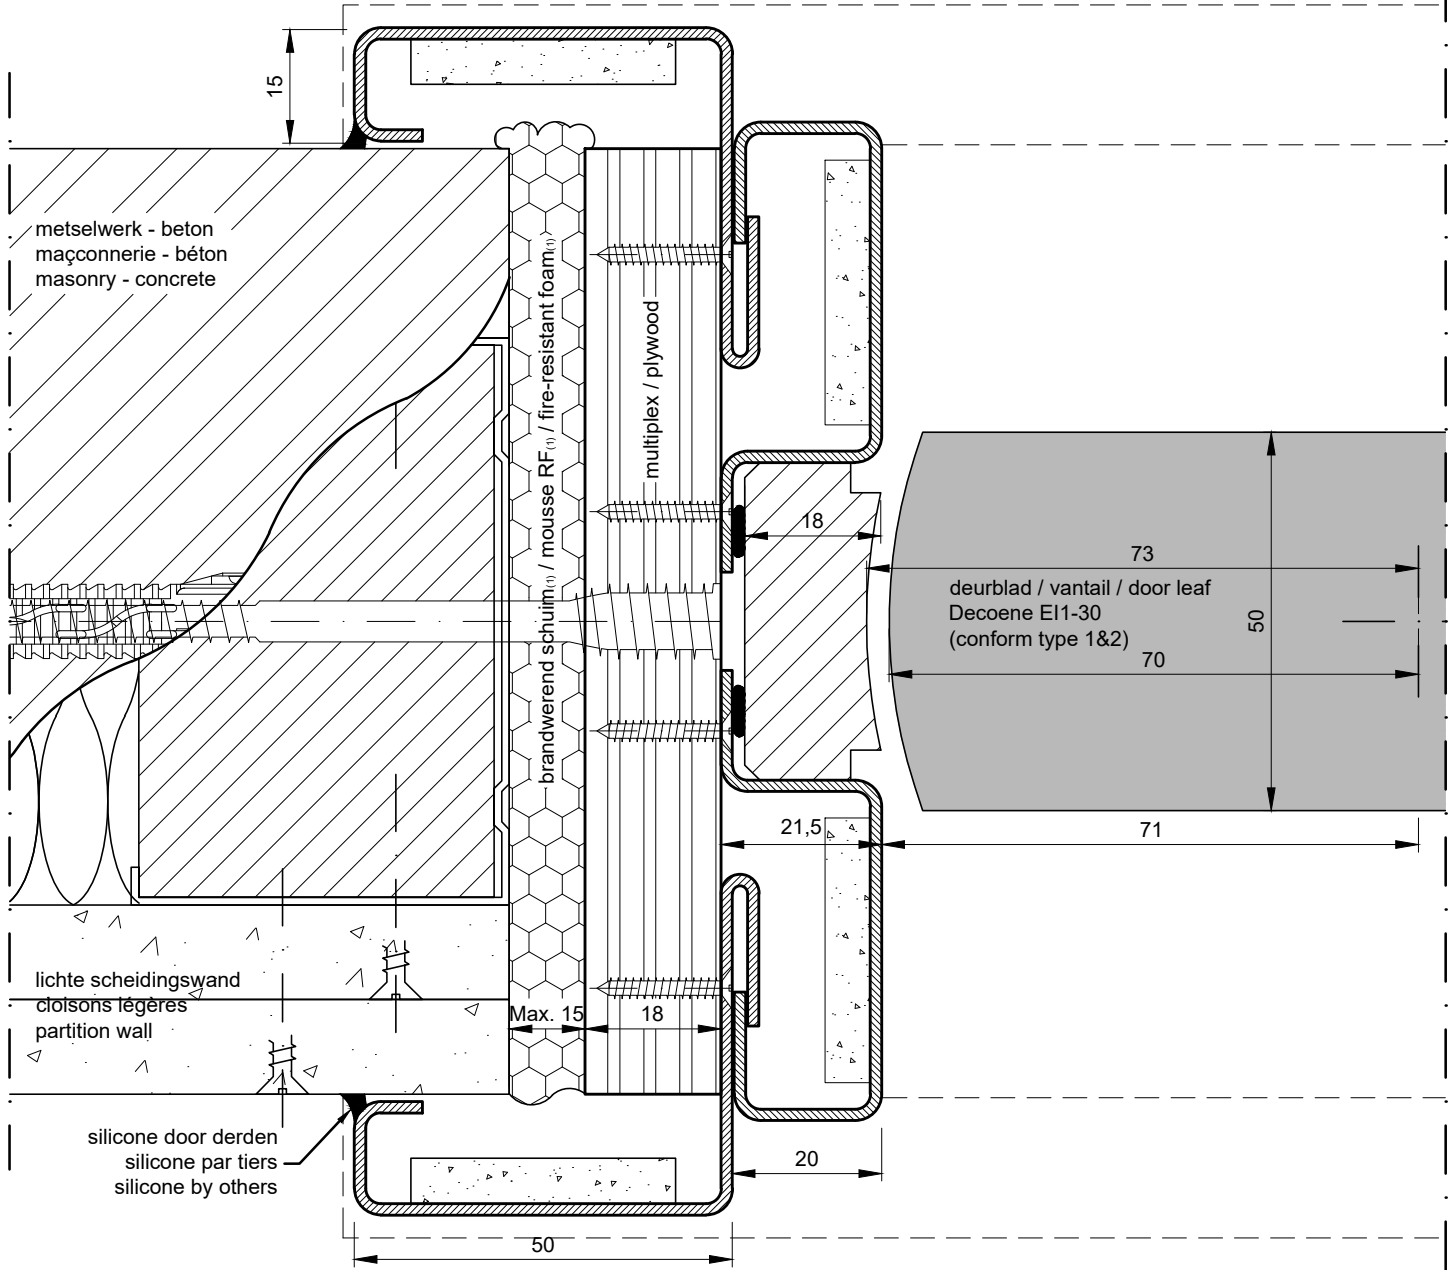 15
metselwerk - beton
maçconnerie - béton
masonry - concrete
brandwerend schuim(1) / mousse RF(1) / fire-resistant foam(1)
multiplex / plywood
18
73
deurblad / vantail / door leaf
Decoene EI1-30
(conform type 1&2)
50
70
21,5
71
lichte scheidingswand
cloisons légères
partition wall
Max. 15
18
silicone door derden
silicone par tiers
silicone by others
20
50